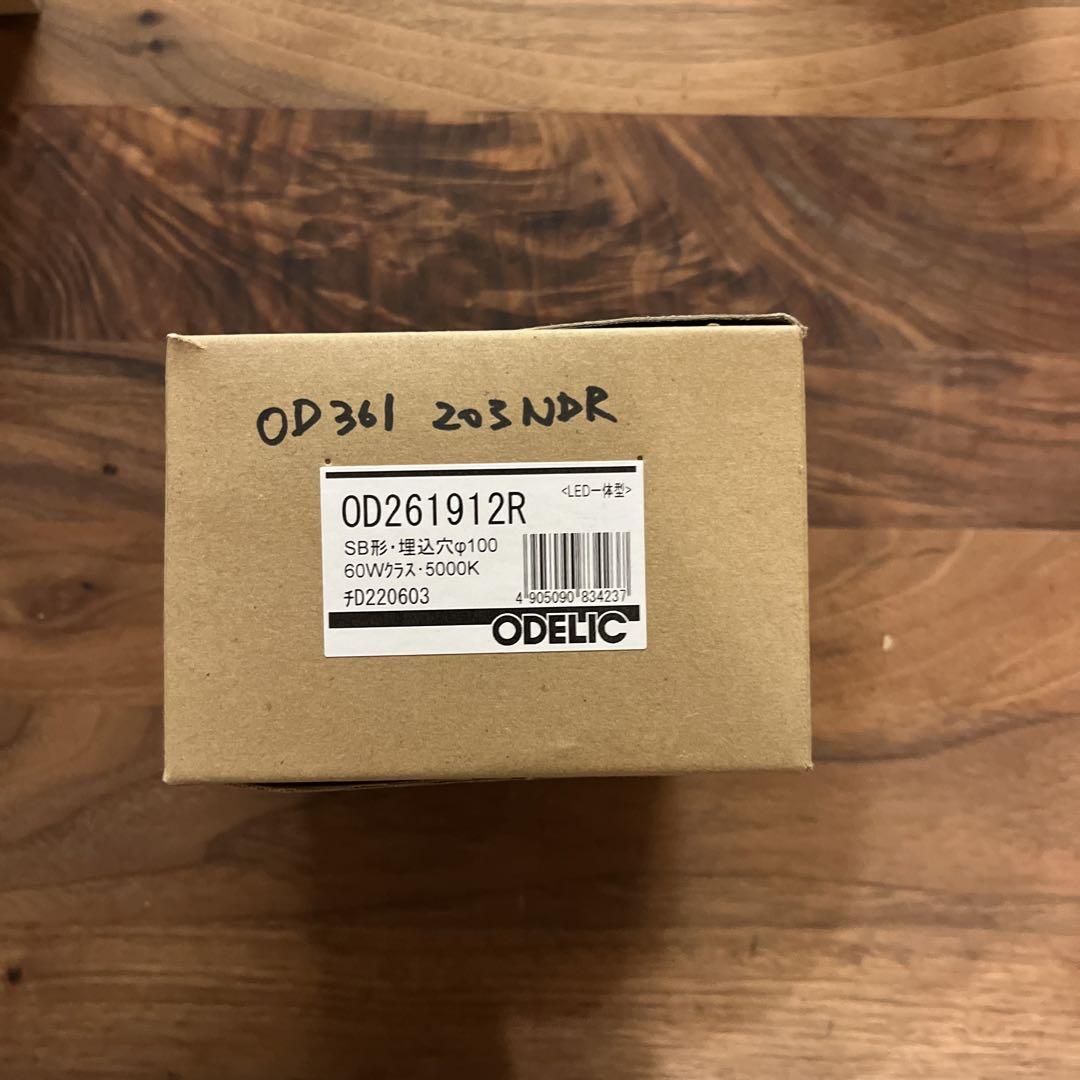 OD361 203NDR
<LED一体型>
OD261912R
SB形・埋込穴φ100
60Wクラス・5000K
チD220603
4 905090 834237
ODELIC